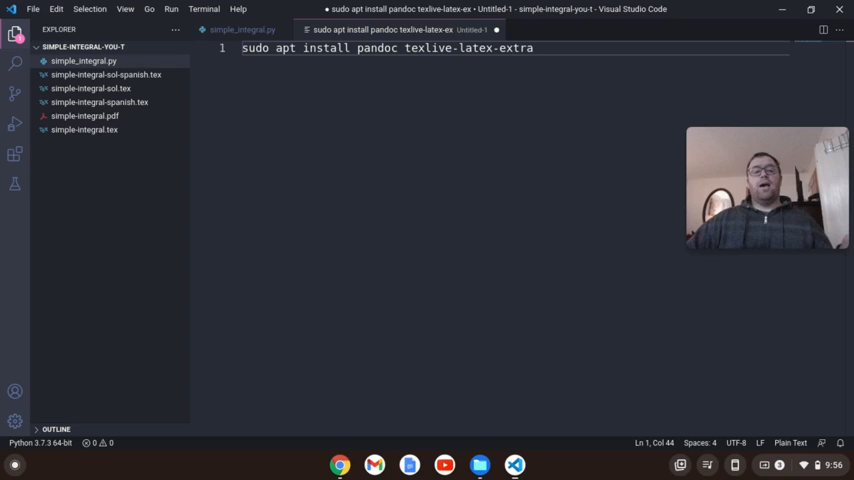 File Edit Selection View Go Run Terminal Help
● sudo apt install pandoc texlive-latex-ex • Untitled-1 - simple-integral-you-t - Visual Studio Code
EXPLORER
simple_integral.py
sudo apt install pandoc texlive-latex-ex Untitled-1
SIMPLE-INTEGRAL-YOU-T
simple_integral.py
simple-integral-sol-spanish.tex
simple-integral-sol.tex
simple-integral-spanish.tex
simple-integral.pdf
simple-integral.tex
1 sudo apt install pandoc texlive-latex-extra
OUTLINE
Python 3.7.3 64-bit 0 0
Ln 1, Col 44 Spaces: 4 UTF-8 LF Plain Text
3 9:56